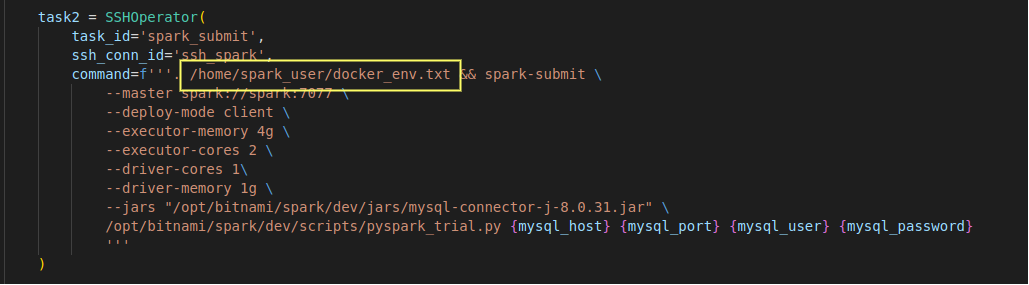 task2 = SSHOperator(
task_id='spark_submit',
ssh_conn_id='ssh_spark',
command=f'''. /home/spark_user/docker_env.txt && spark-submit \
--master spark://spark:7077 \
--deploy-mode client \
--executor-memory 4g \
--executor-cores 2 \
--driver-cores 1\
--driver-memory 1g \
--jars "/opt/bitnami/spark/dev/jars/mysql-connector-j-8.0.31.jar" \
/opt/bitnami/spark/dev/scripts/pyspark_trial.py {mysql_host} {mysql_port} {mysql_user} {mysql_password}
'''
)